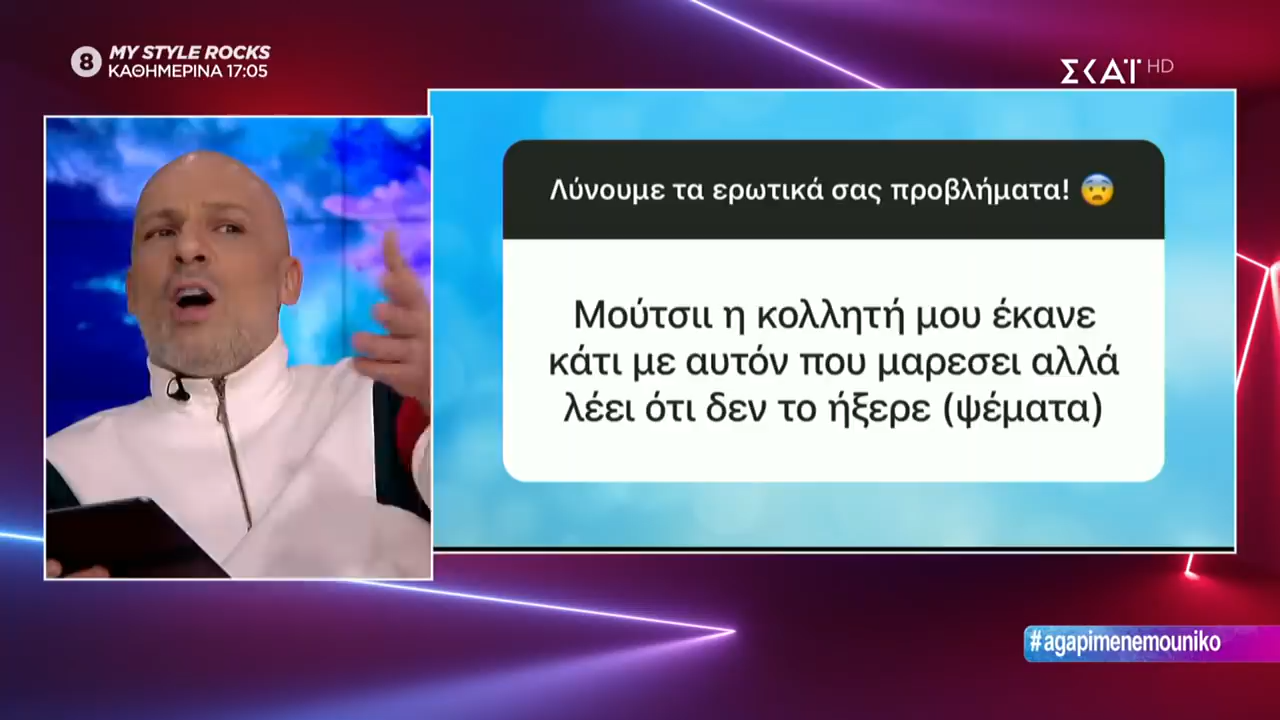 8 MY STYLE ROCKS
ΚΑΘΗΜΕΡΙΝΑ 17:05
ΣΚΑΪ HD
Λύνουμε τα ερωτικά σας προβλήματα! 😨
Μούτσιι η κολλητή μου έκανε
κάτι με αυτόν που μαρεσει αλλά
λέει ότι δεν το ήξερε (ψέματα)
#agapimenemouniko